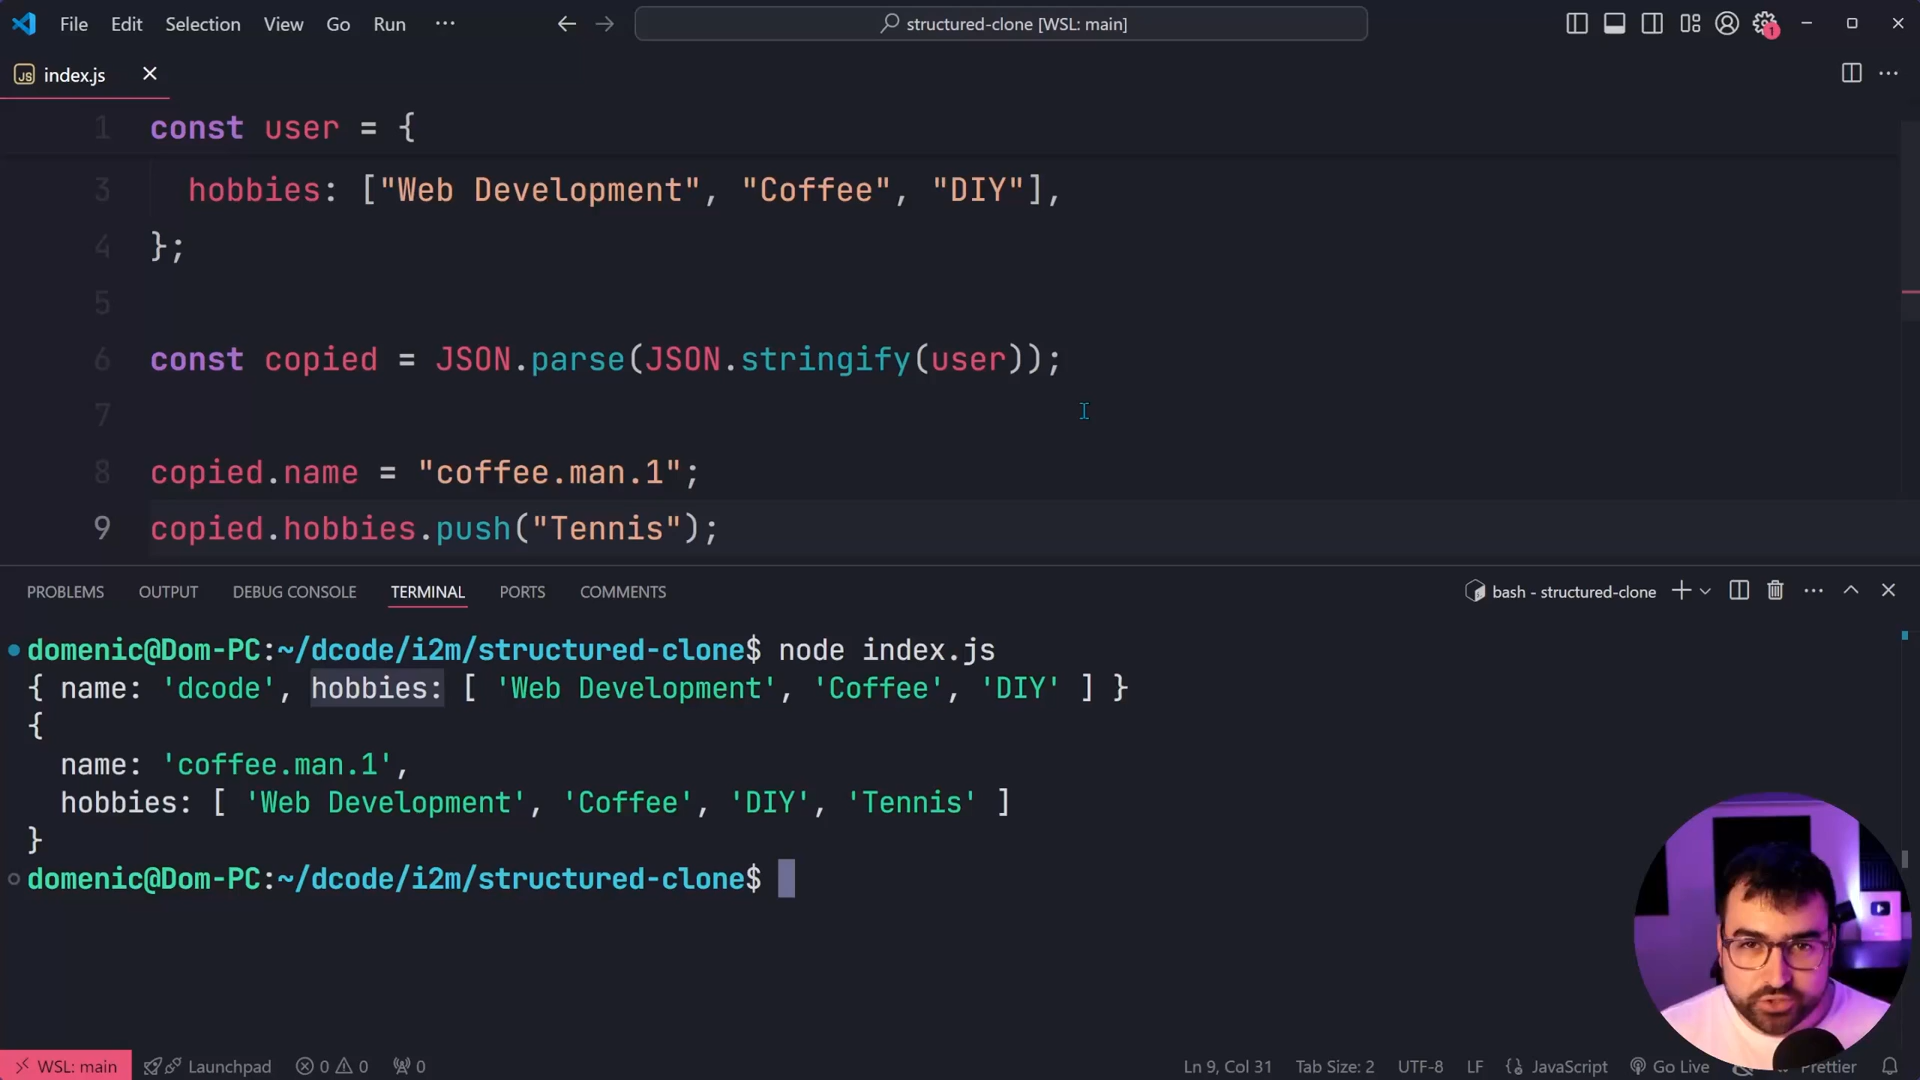 File Edit Selection View Go Run ··· structured-clone [WSL: main] 1
JS index.js
1 const user = {
3 hobbies: ["Web Development", "Coffee", "DIY"],
4 };
5
6 const copied = JSON.parse(JSON.stringify(user));
7
8 copied.name = "coffee.man.1";
9 copied.hobbies.push("Tennis");
PROBLEMS OUTPUT DEBUG CONSOLE TERMINAL PORTS COMMENTS bash - structured-clone
domenic@Dom-PC:~/dcode/i2m/structured-clone$ node index.js
{ name: 'dcode', hobbies: [ 'Web Development', 'Coffee', 'DIY' ] }
{
name: 'coffee.man.1',
hobbies: [ 'Web Development', 'Coffee', 'DIY', 'Tennis' ]
}
domenic@Dom-PC:~/dcode/i2m/structured-clone$
WSL: main Launchpad 0 0 0 Ln 9, Col 31 Tab Size: 2 UTF-8 LF {} JavaScript Go Live Prettier